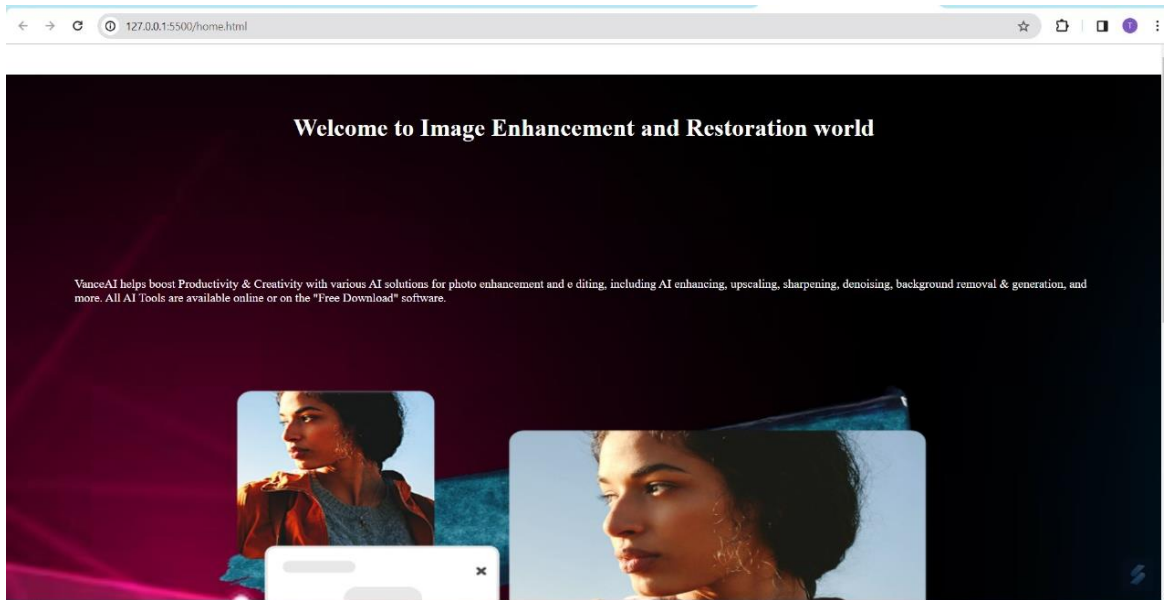 127.0.0.1:5500/home.html
T
Welcome to Image Enhancement and Restoration world
VanceAI helps boost Productivity & Creativity with various AI solutions for photo enhancement and e diting, including AI enhancing, upscaling, sharpening, denoising, background removal & generation, and
more. All AI Tools are available online or on the "Free Download" software.